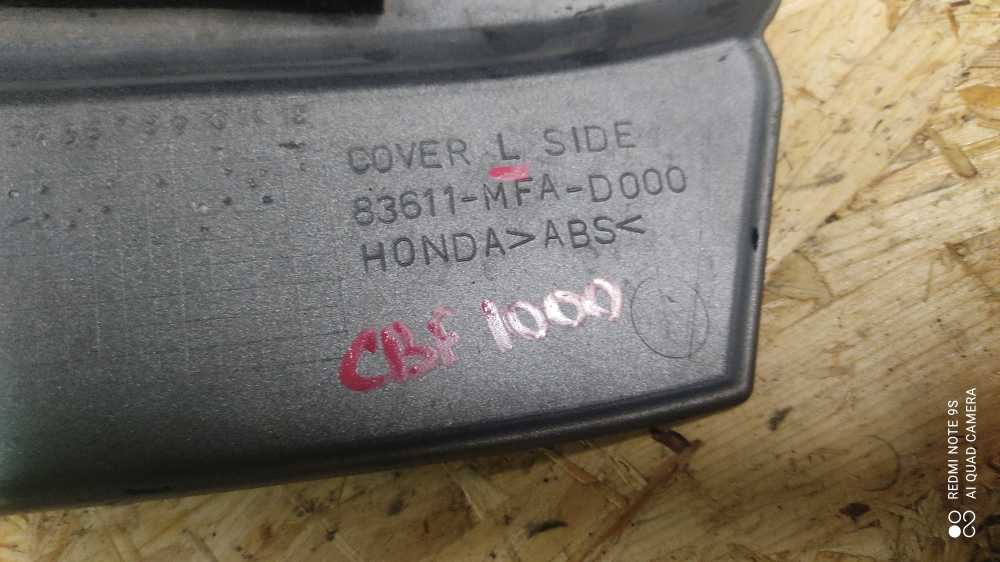 COVER L SIDE
83611-MFA-D000
HONDA>ABS<
CBF 1000
REDMI NOTE 9S
AI QUAD CAMERA